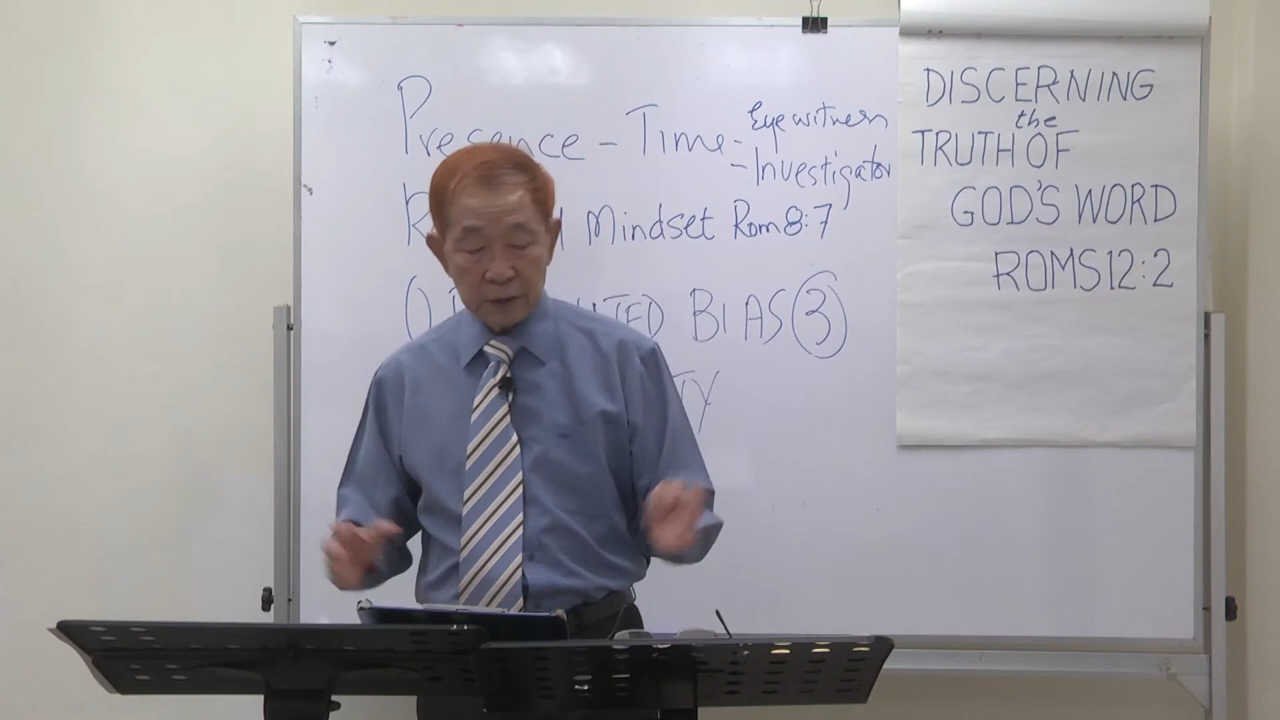 Presence - Time - Eyewitness
- Investigator
Mindset Rom 8:7
BIAS ③
DISCERNING
the
TRUTH OF
GOD'S WORD
ROMS 12:2